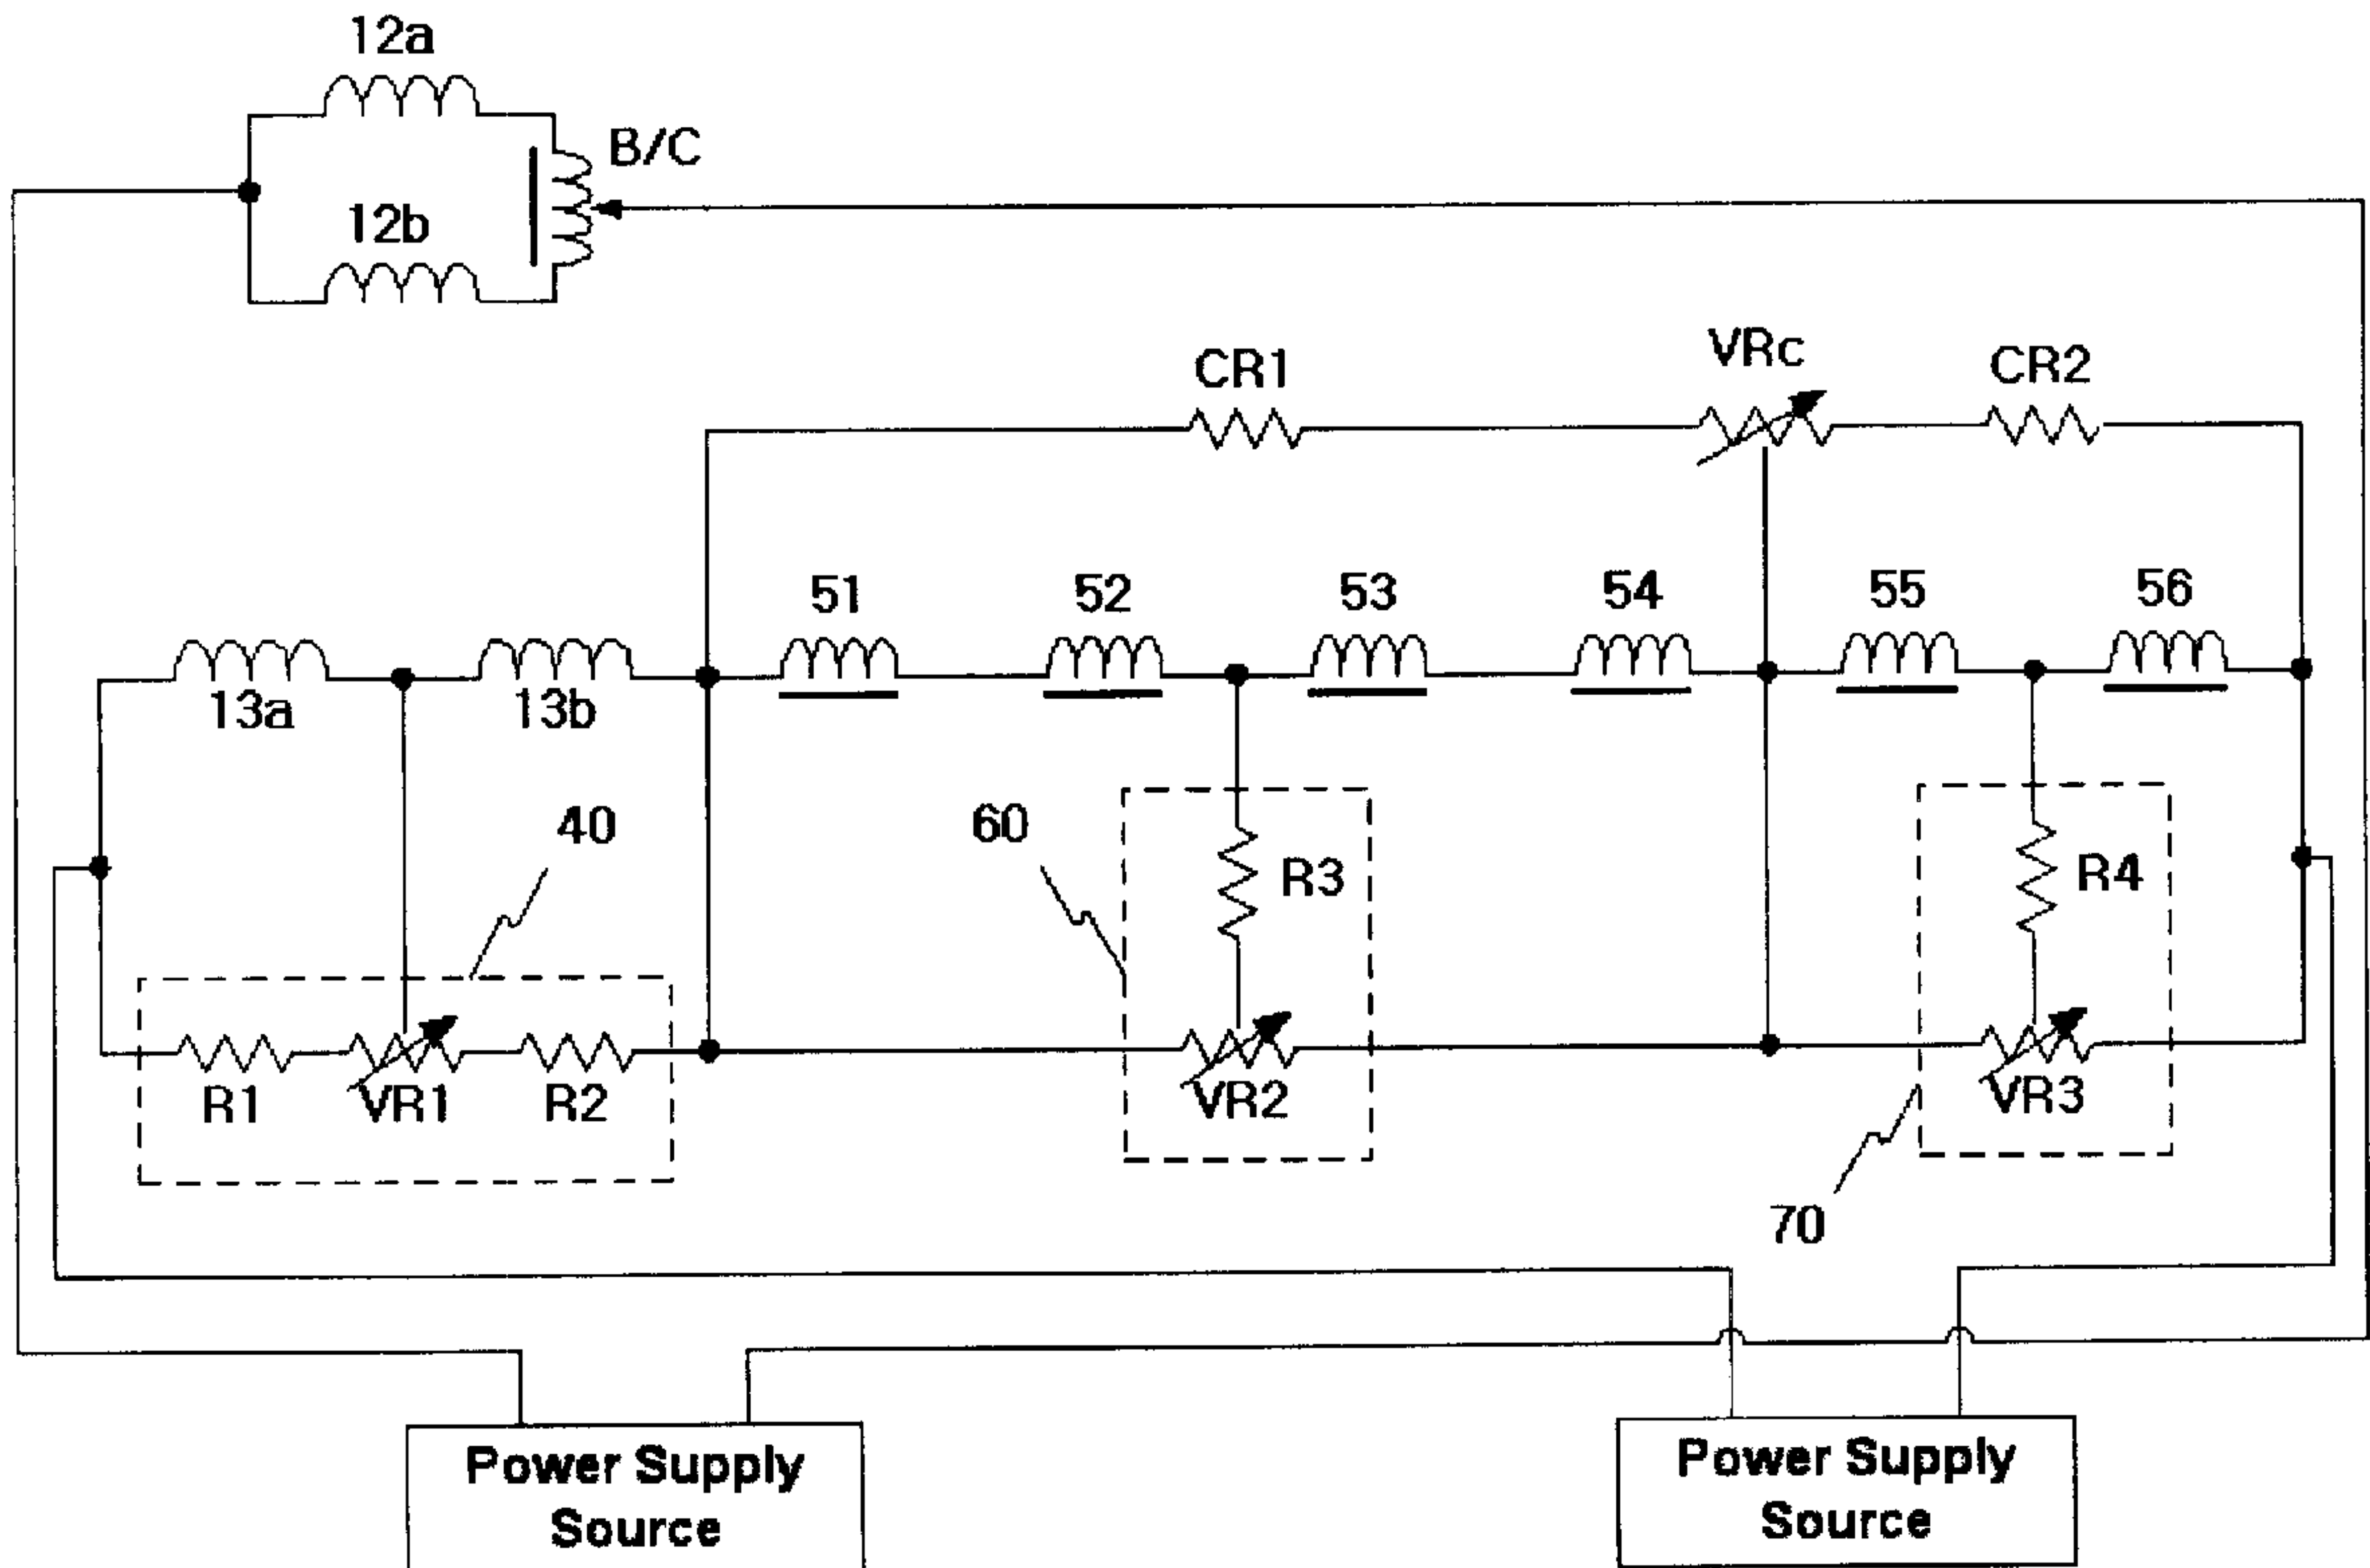 12a
B/C
12b
VRc
CR1
CR2
51
52
53
54
55
56
13a
13b
40
60
R3
R4
R1
VR1
R2
VR2
VR3
70
Power Supply
Source
Power Supply
Source